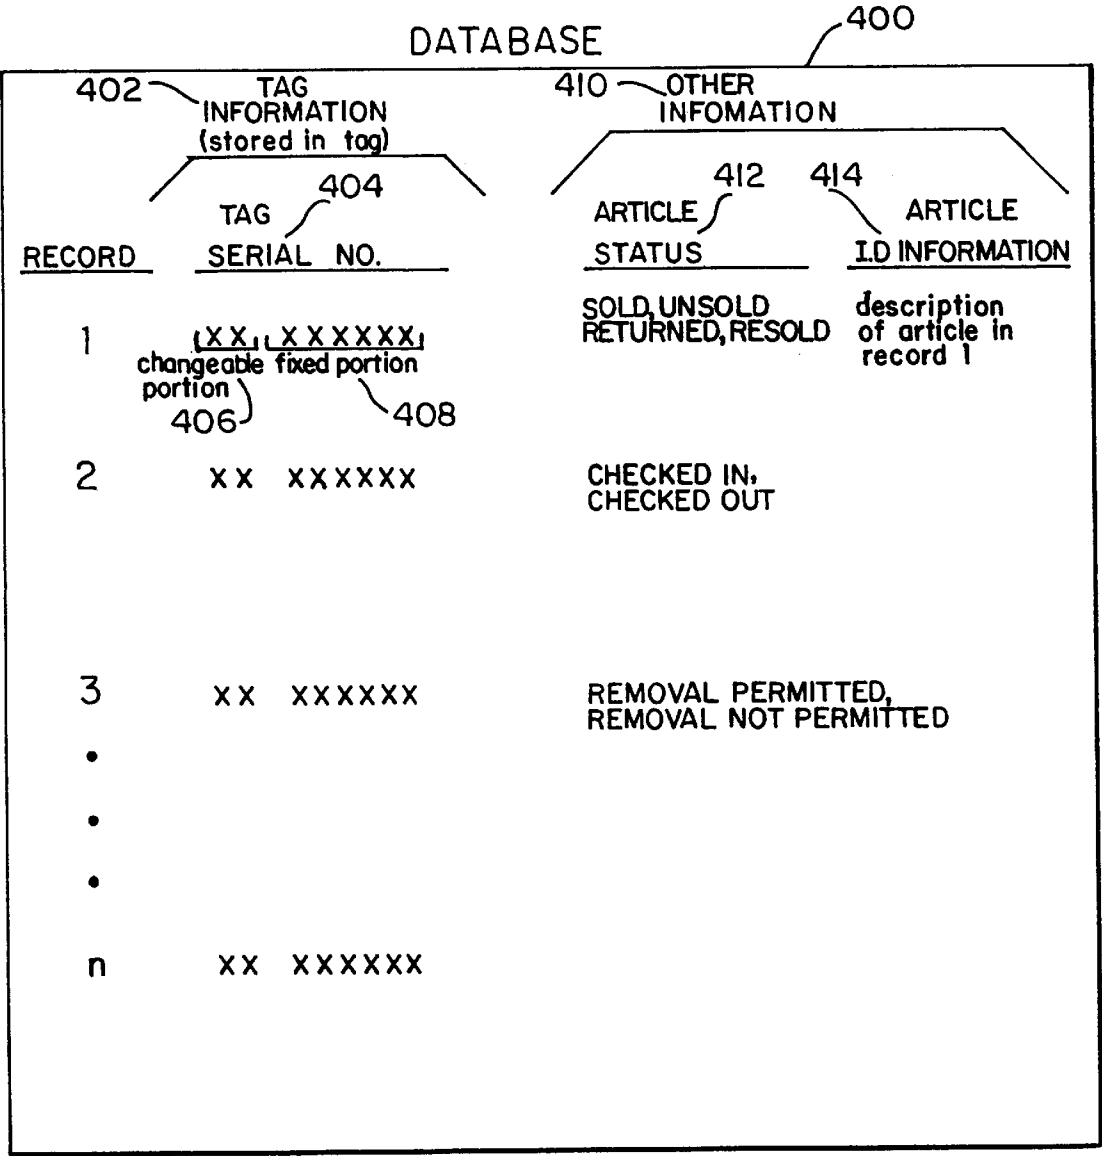 DATABASE
400
402
TAG
INFORMATION
(stored in tag)
410
OTHER
INFOMATION
404
TAG
SERIAL NO.
RECORD
412
ARTICLE
STATUS
414
ARTICLE
I.D INFORMATION
1
XX XXXXXX
changeable fixed portion
portion
406
408
SOLD, UNSOLD
RETURNED, RESOLD
description
of article in
record 1
2
XX XXXXXX
CHECKED IN,
CHECKED OUT
3
XX XXXXXX
REMOVAL PERMITTED,
REMOVAL NOT PERMITTED
n
XX XXXXXX